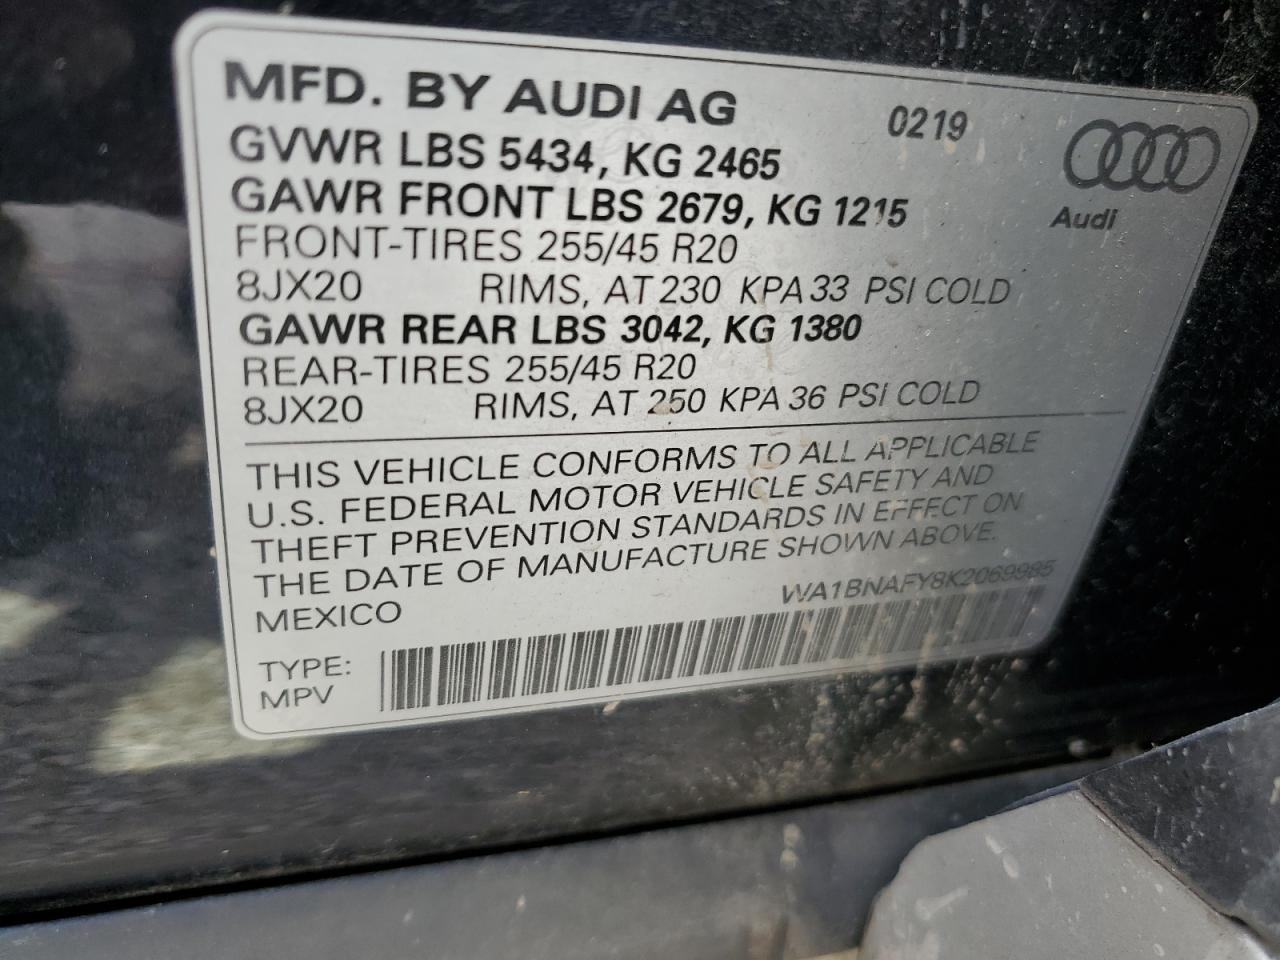 MFD. BY AUDI AG 0219
GVWR LBS 5434, KG 2465
GAWR FRONT LBS 2679, KG 1215
Audi
FRONT-TIRES 255/45 R20
8JX20 RIMS, AT 230 KPA 33 PSI COLD
GAWR REAR LBS 3042, KG 1380
REAR-TIRES 255/45 R20
8JX20 RIMS, AT 250 KPA 36 PSI COLD
THIS VEHICLE CONFORMS TO ALL APPLICABLE
U.S. FEDERAL MOTOR VEHICLE SAFETY AND
THEFT PREVENTION STANDARDS IN EFFECT ON
THE DATE OF MANUFACTURE SHOWN ABOVE.
MEXICO WA1BNAFY8K2069985
TYPE:
MPV